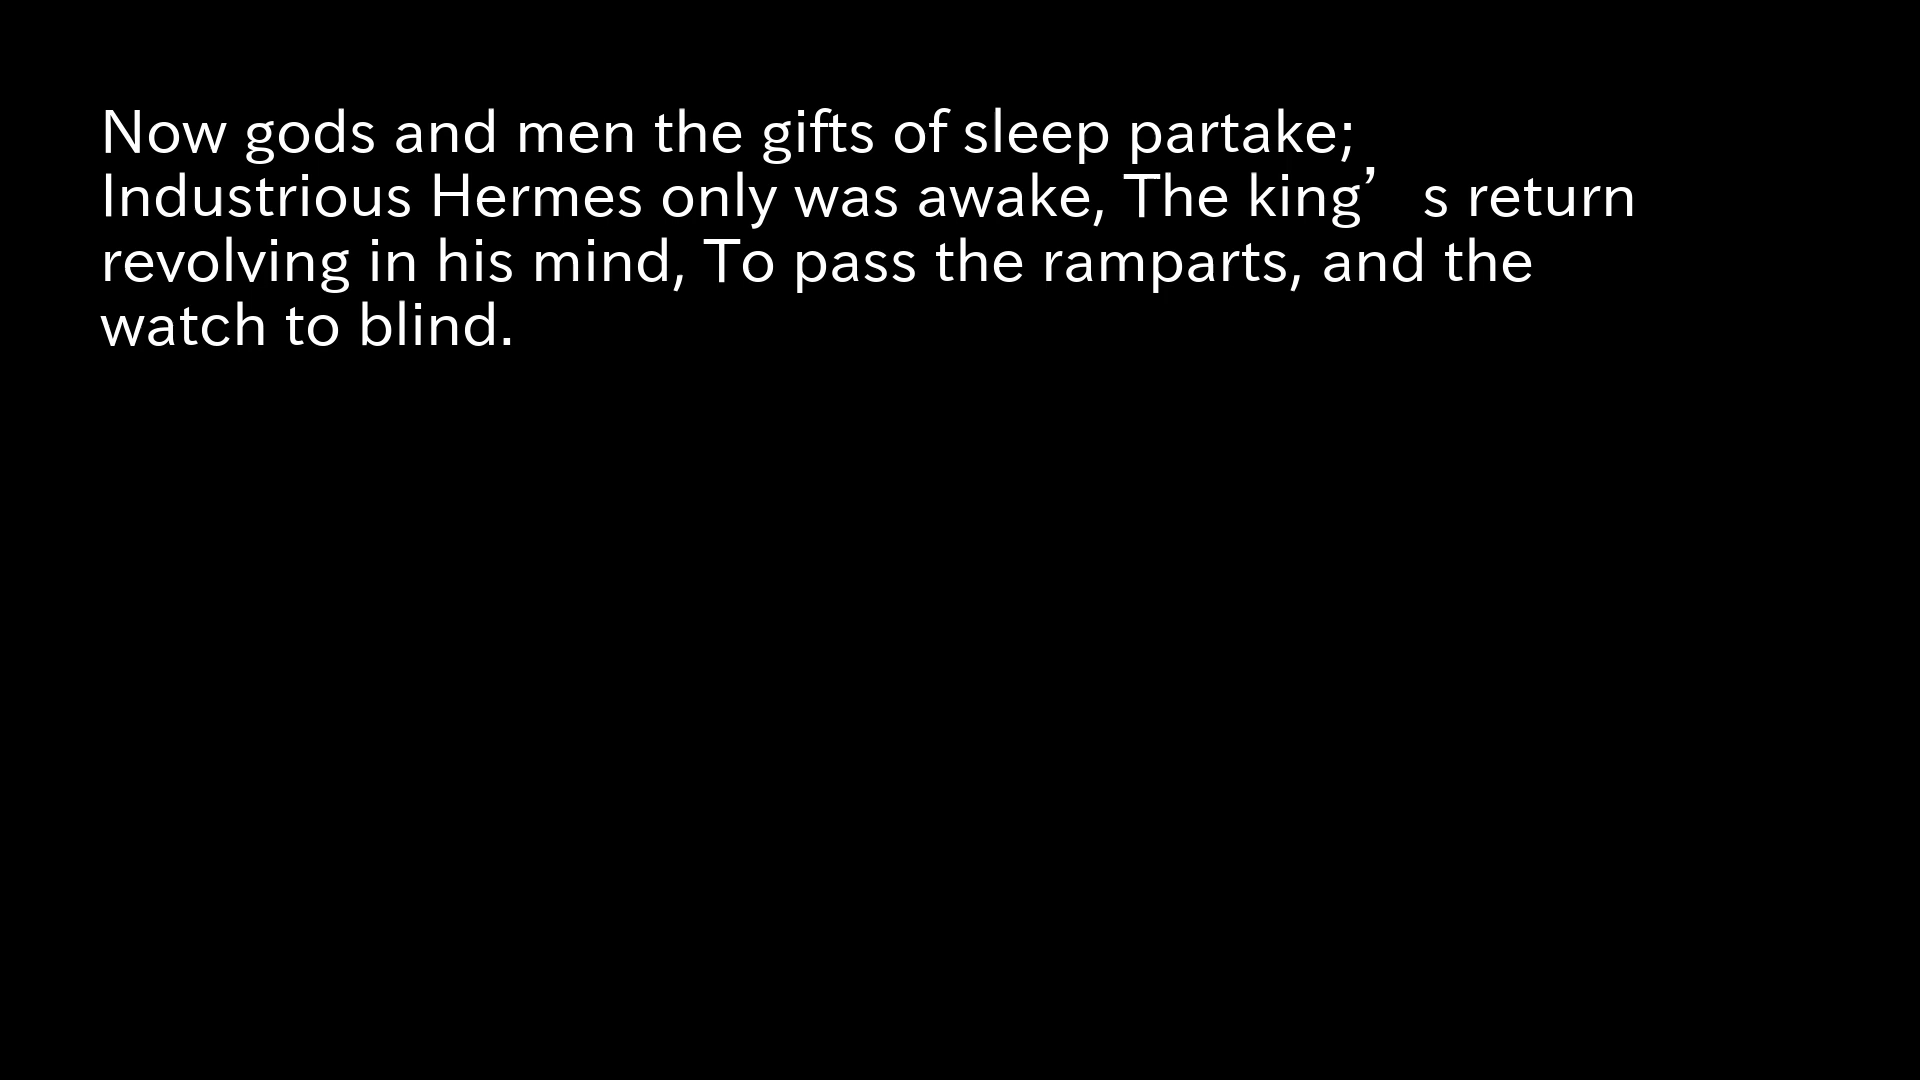 Now gods and men the gifts of sleep partake;
Industrious Hermes only was awake, The king’s return
revolving in his mind, To pass the ramparts, and the
watch to blind.